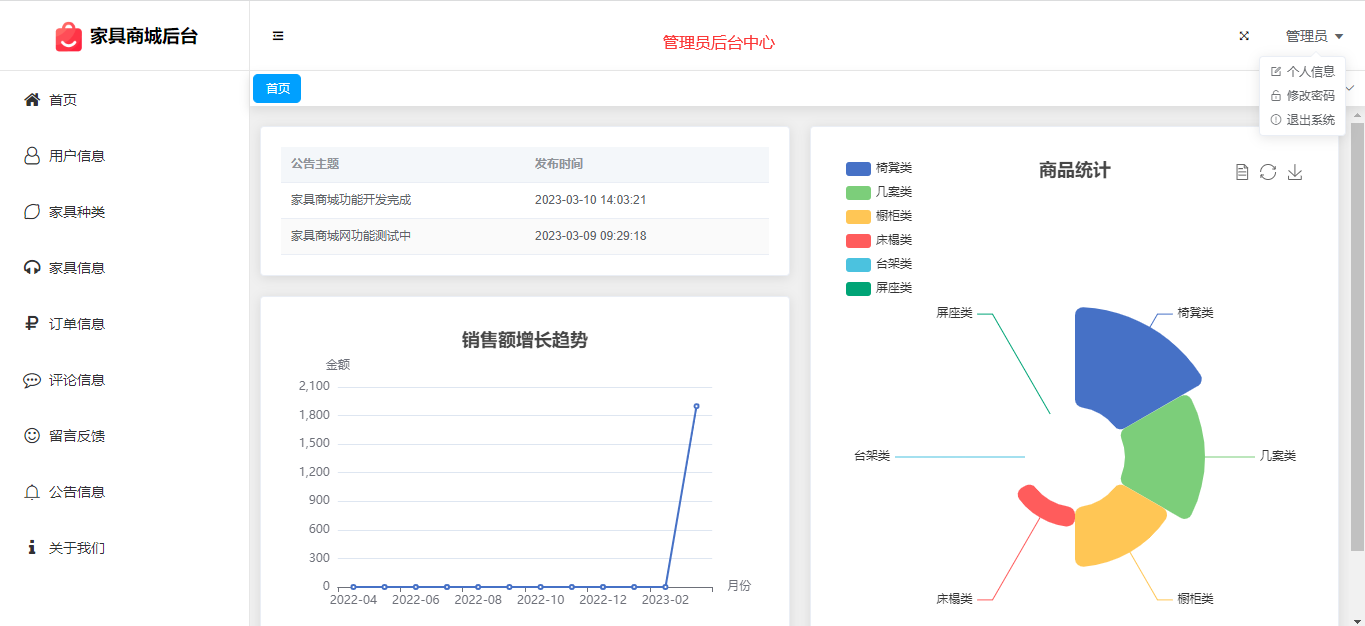 家具商城后台
管理员后台中心
管理员
个人信息
修改密码
退出系统
首页
用户信息
家具种类
家具信息
订单信息
评论信息
留言反馈
公告信息
关于我们
首页
公告主题 发布时间
家具商城功能开发完成 2023-03-10 14:03:21
家具商城网功能测试中 2023-03-09 09:29:18
销售额增长趋势
金额
2,100
1,800
1,500
1,200
900
600
300
0
2022-04 2022-06 2022-08 2022-10 2022-12 2023-02
月份
商品统计
椅凳类
几案类
橱柜类
床榻类
台架类
屏座类
屏座类
椅凳类
台架类
几案类
床榻类
橱柜类